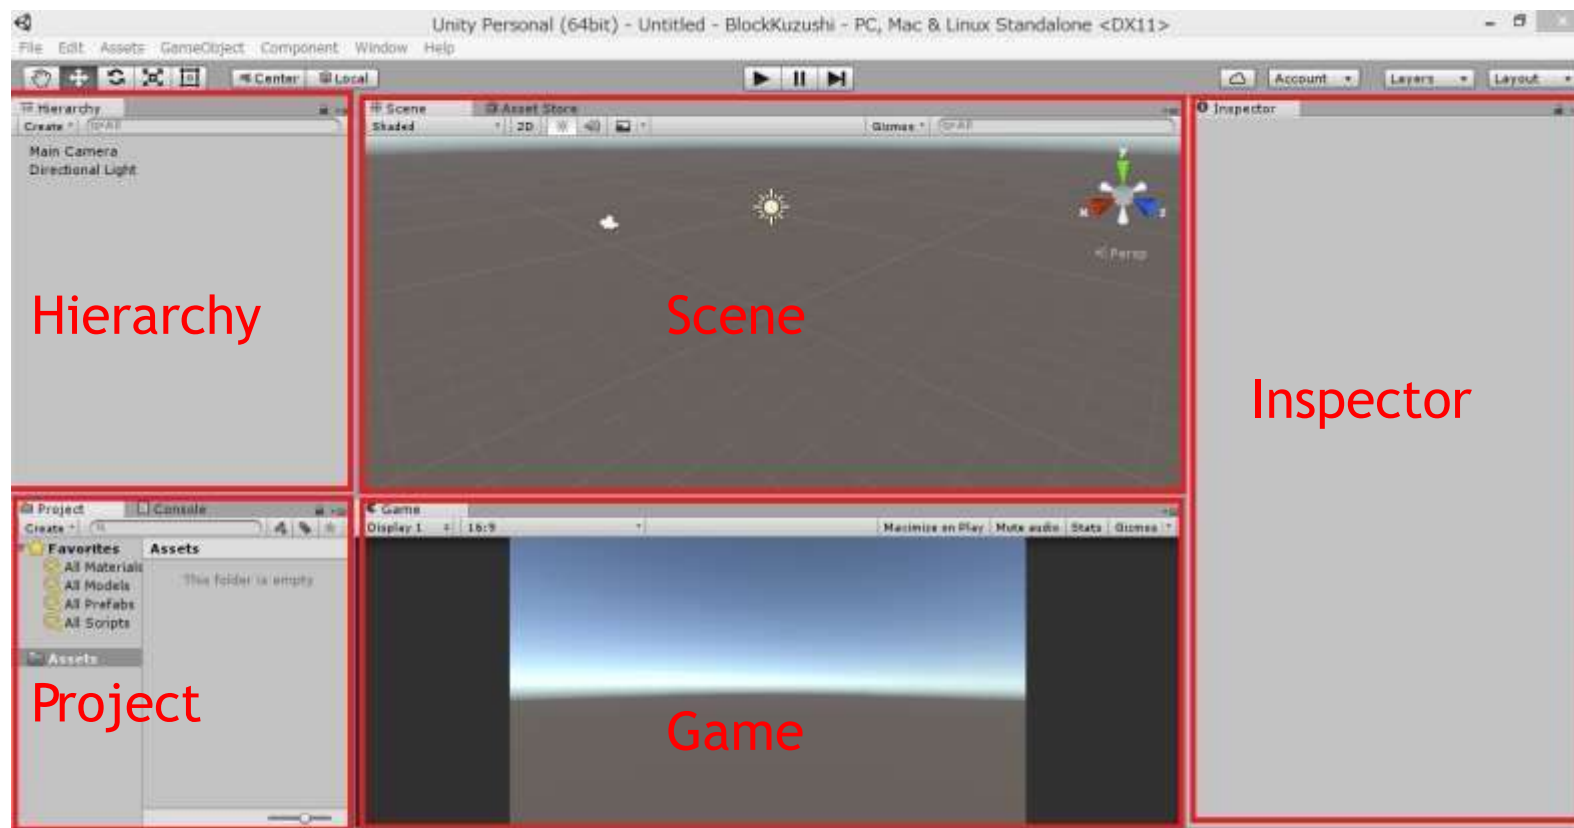 Unity Personal (64bit) - Untitled - BlockKuzushi - PC, Mac & Linux Standalone <DX11>
File Edit Assets GameObject Component Window Help
Center Local Account Layers Layout
Hierarchy
Create All
Main Camera
Directional Light
Hierarchy
Scene Asset Store
Shaded 2D Gizmos All
y
x z
Persp
Scene
Inspector
Inspector
Project Console
Create
Favorites
All Materials
All Models
All Prefabs
All Scripts
Assets
Assets
This folder is empty
Project
Game
Display 1 16:9 Maximize on Play Mute audio Stats Gizmos
Game